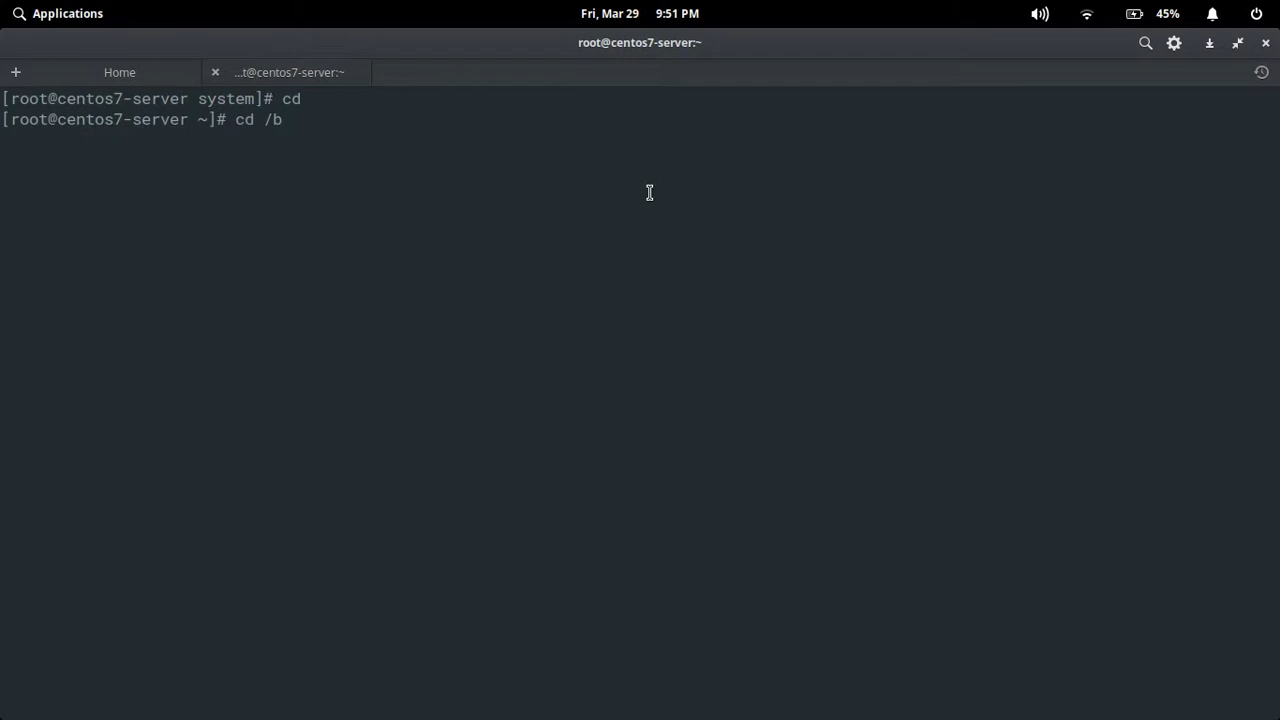 Applications
Fri, Mar 29 9:51 PM
45%
root@centos7-server:~
Home
...t@centos7-server:~
[root@centos7-server system]# cd
[root@centos7-server ~]# cd /b